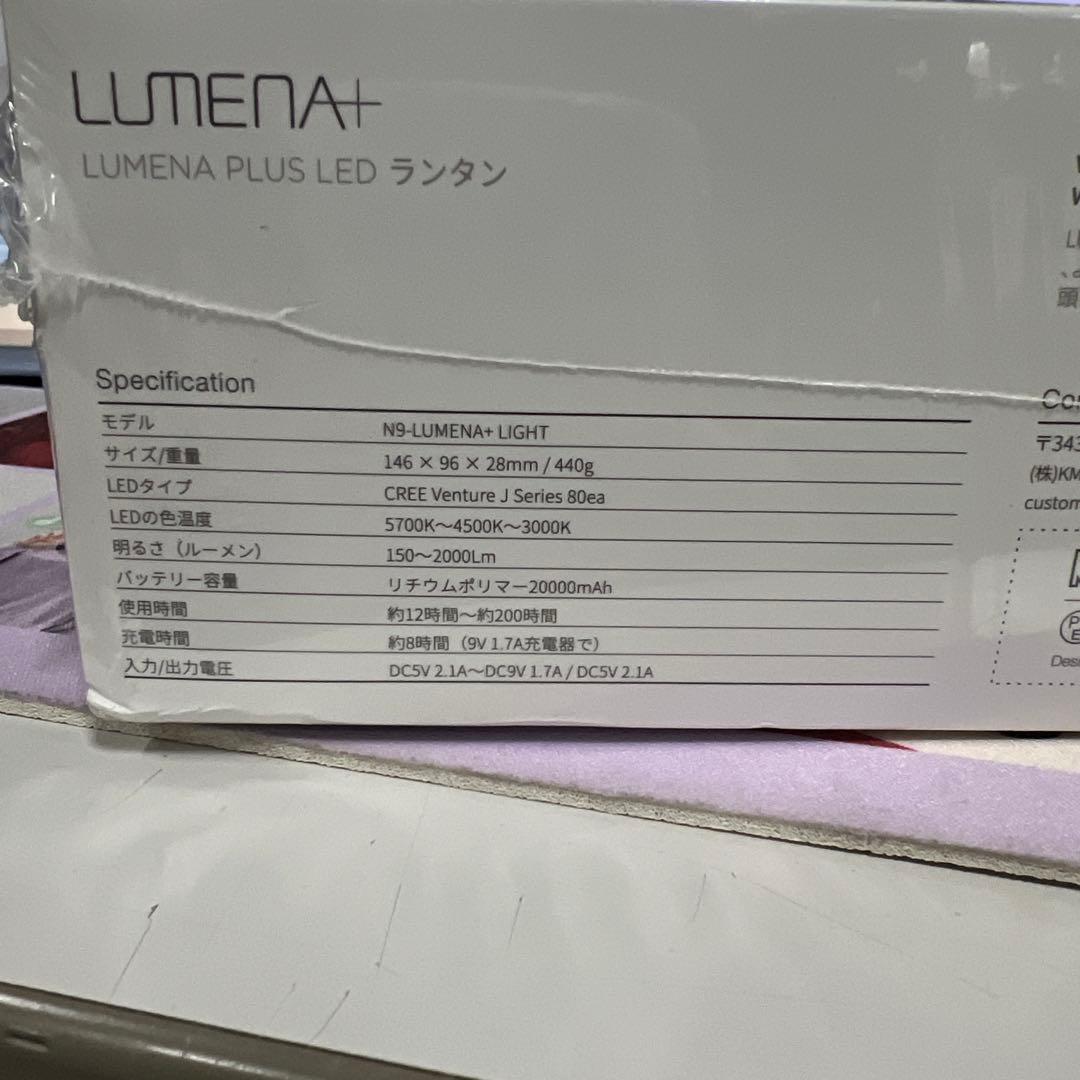 LUMENA+
LUMENA PLUS LED ランタン
Specification
モデル N9-LUMENA+ LIGHT
サイズ/重量 146 × 96 × 28mm / 440g
LEDタイプ CREE Venture J Series 80ea
LEDの色温度 5700K～4500K～3000K
明るさ（ルーメン） 150～2000Lm
バッテリー容量 リチウムポリマー20000mAh
使用時間 約12時間～約200時間
充電時間 約8時間（9V 1.7A充電器で）
入力/出力電圧 DC5V 2.1A～DC9V 1.7A / DC5V 2.1A
頭
〒343
(株)KM
custom